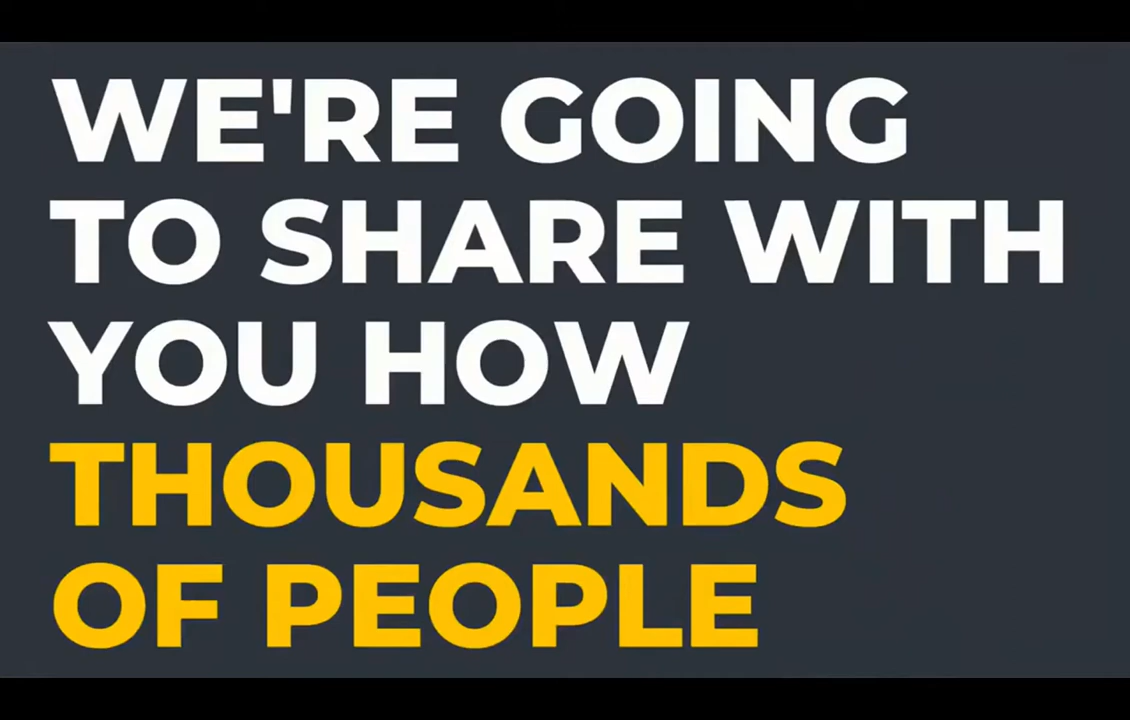 WE'RE GOING
TO SHARE WITH
YOU HOW
THOUSANDS
OF PEOPLE